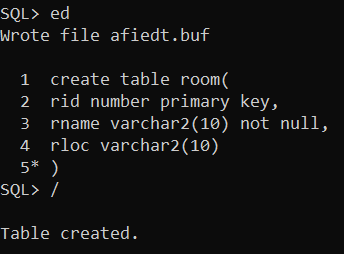 SQL> ed
Wrote file afiedt.buf
  1  create table room(
  2  rid number primary key,
  3  rname varchar2(10) not null,
  4  rloc varchar2(10)
  5* )
SQL> /
Table created.